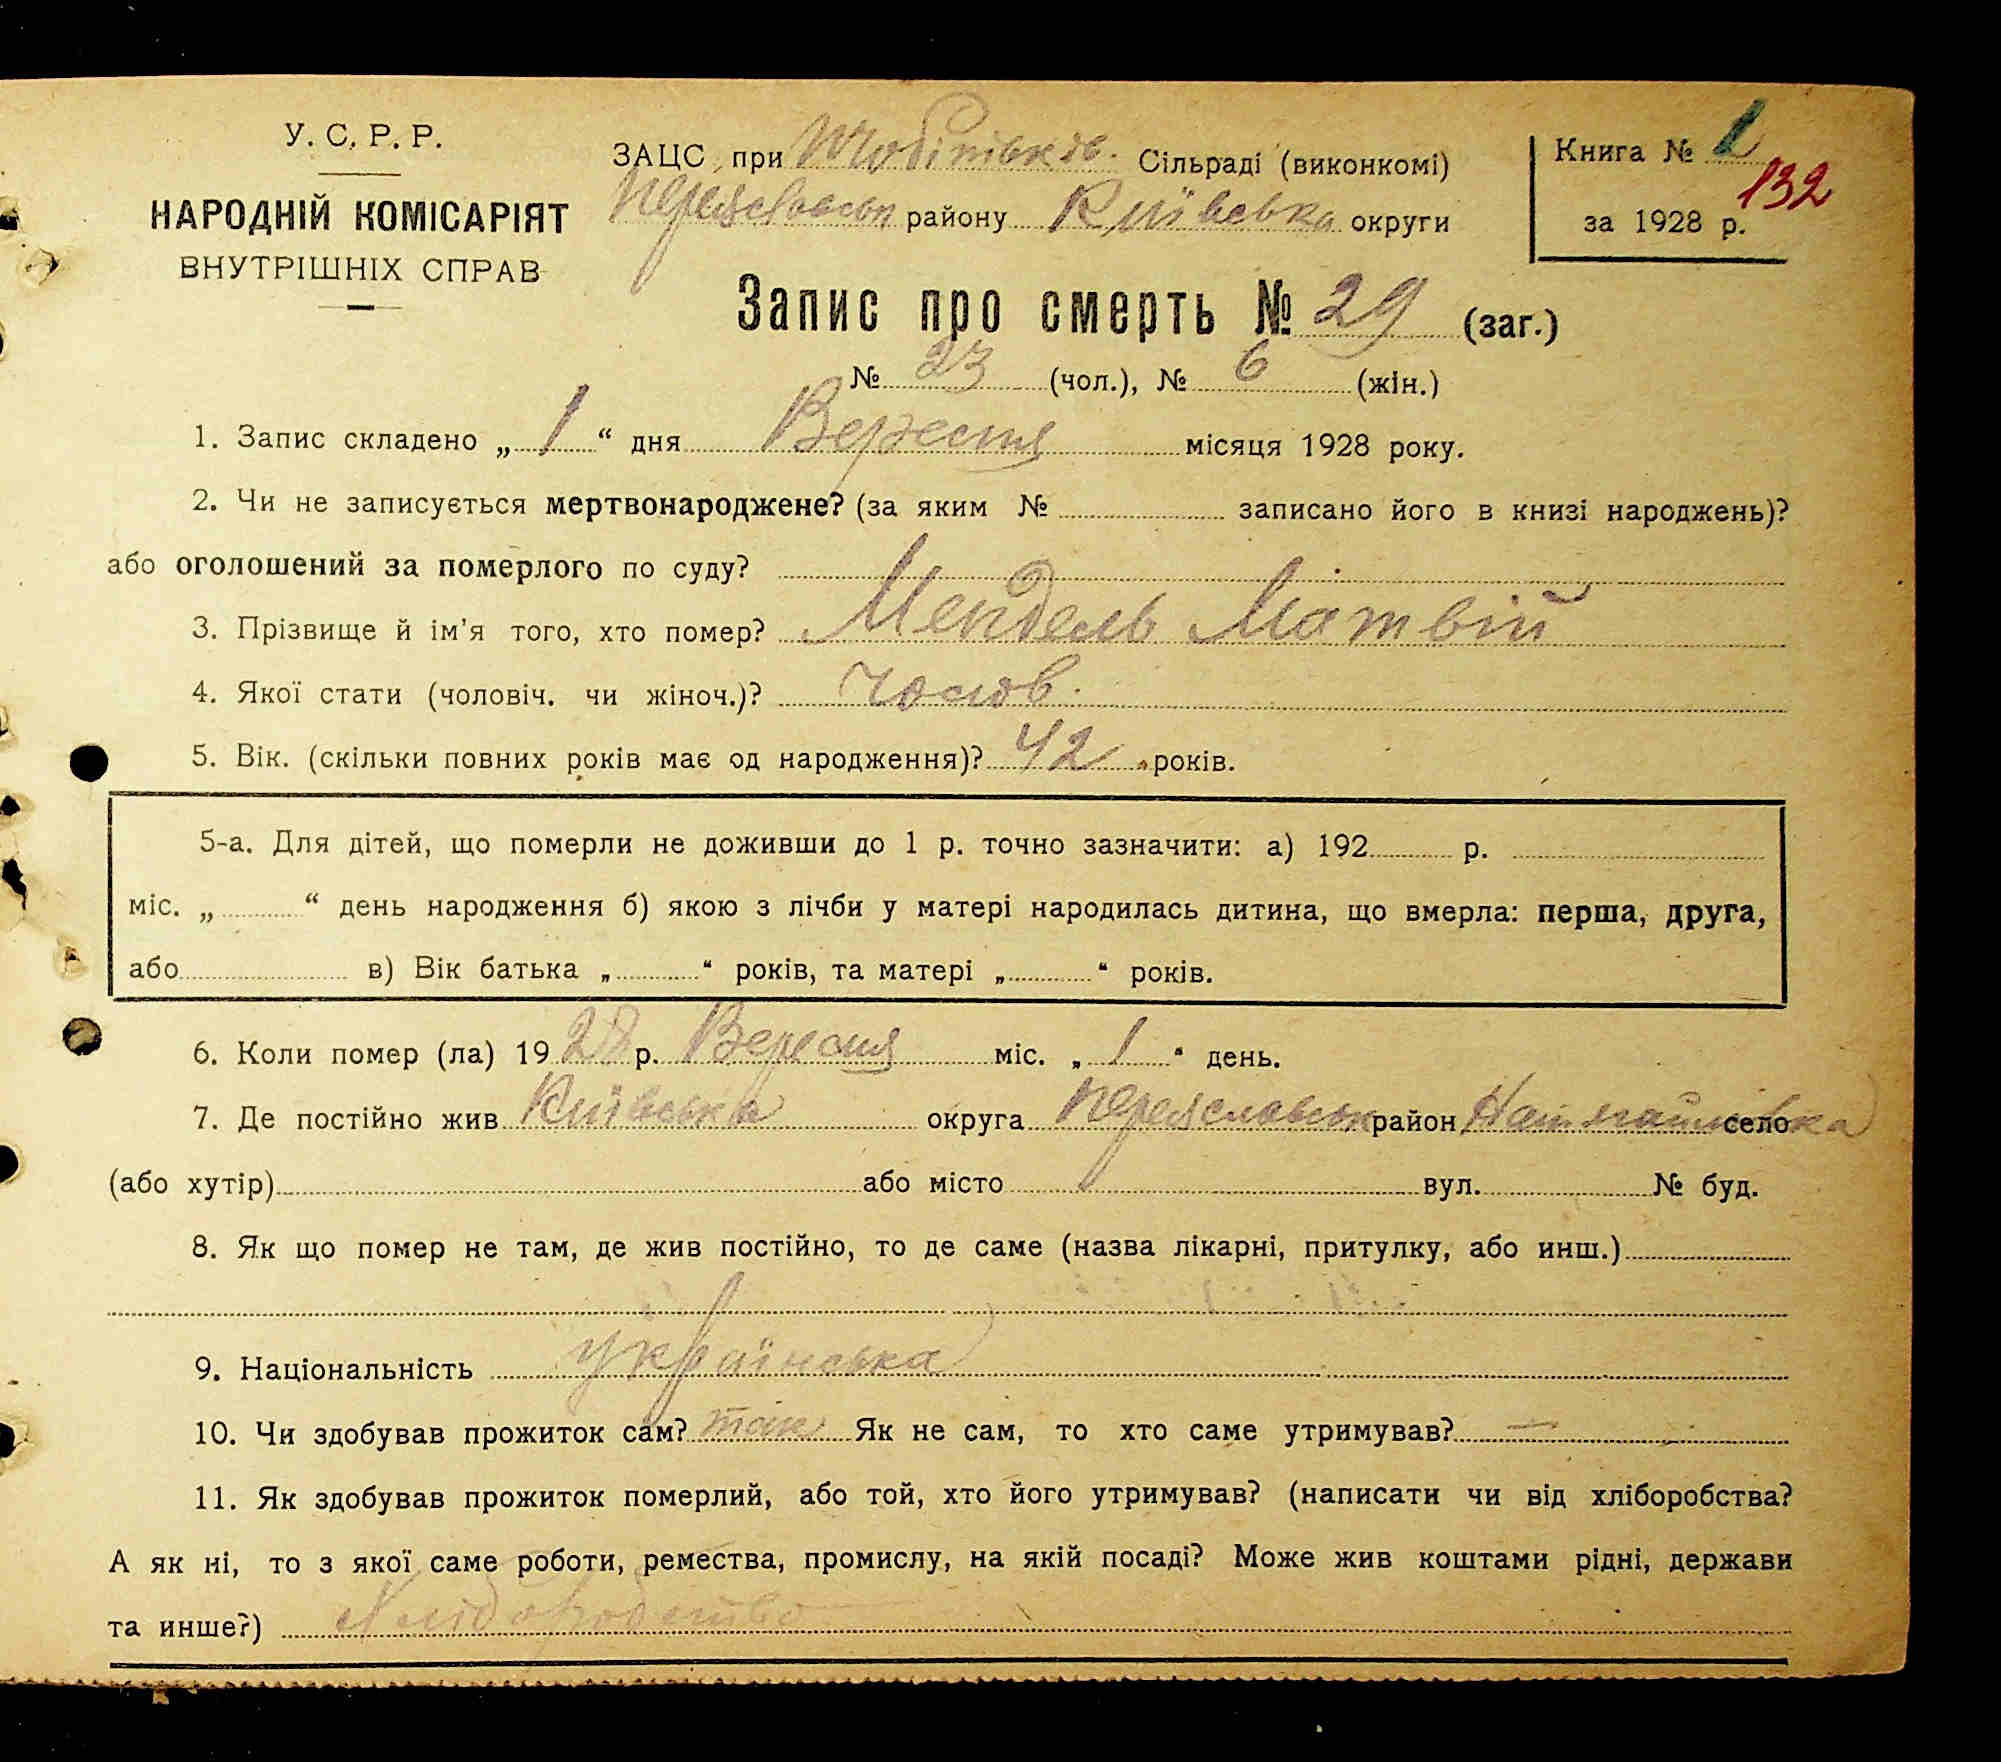 У. С. Р. Р.
НАРОДНІЙ КОМІСАРІЯТ
ВНУТРІШНІХ СПРАВ
ЗАЦС при Сільраді (виконкомі)
Переяславськ району Київська округи
Книга № 1
132
за 1928 р.
Запис про смерть № 29 (заг.)
№ 23 (чол.), № 6 (жін.)
1. Запис складено „ 1 “ дня Вересня місяця 1928 року.
2. Чи не записується мертвонароджене? (за яким № записано його в книзі народжень)?
або оголошений за померлого по суду?
3. Прізвище й ім'я того, хто помер? Мендель Матвій
4. Якої стати (чоловіч. чи жіноч.)? Чолов.
5. Вік. (скільки повних років має од народження)? 42 років.
5-а. Для дітей, що померли не доживши до 1 р. точно зазначити: а) 192 р.
міс. „ “ день народження б) якою з лічби у матері народилась дитина, що вмерла: перша, друга,
або в) Вік батька „ “ років, та матері „ “ років.
6. Коли помер (ла) 19 28 р. Вересня міс. „ 1 “ день.
7. Де постійно жив Київська округа Переяславськ район село
(або хутір) або місто вул. № буд.
8. Як що помер не там, де жив постійно, то де саме (назва лікарні, притулку, або инш.)
9. Національність українська
10. Чи здобував прожиток сам? так Як не сам, то хто саме утримував? —
11. Як здобував прожиток померлий, або той, хто його утримував? (написати чи від хліборобства?
А як ні, то з якої саме роботи, ремества, промислу, на якій посаді? Може жив коштами рідні, держави
та инше?) Хліборобство